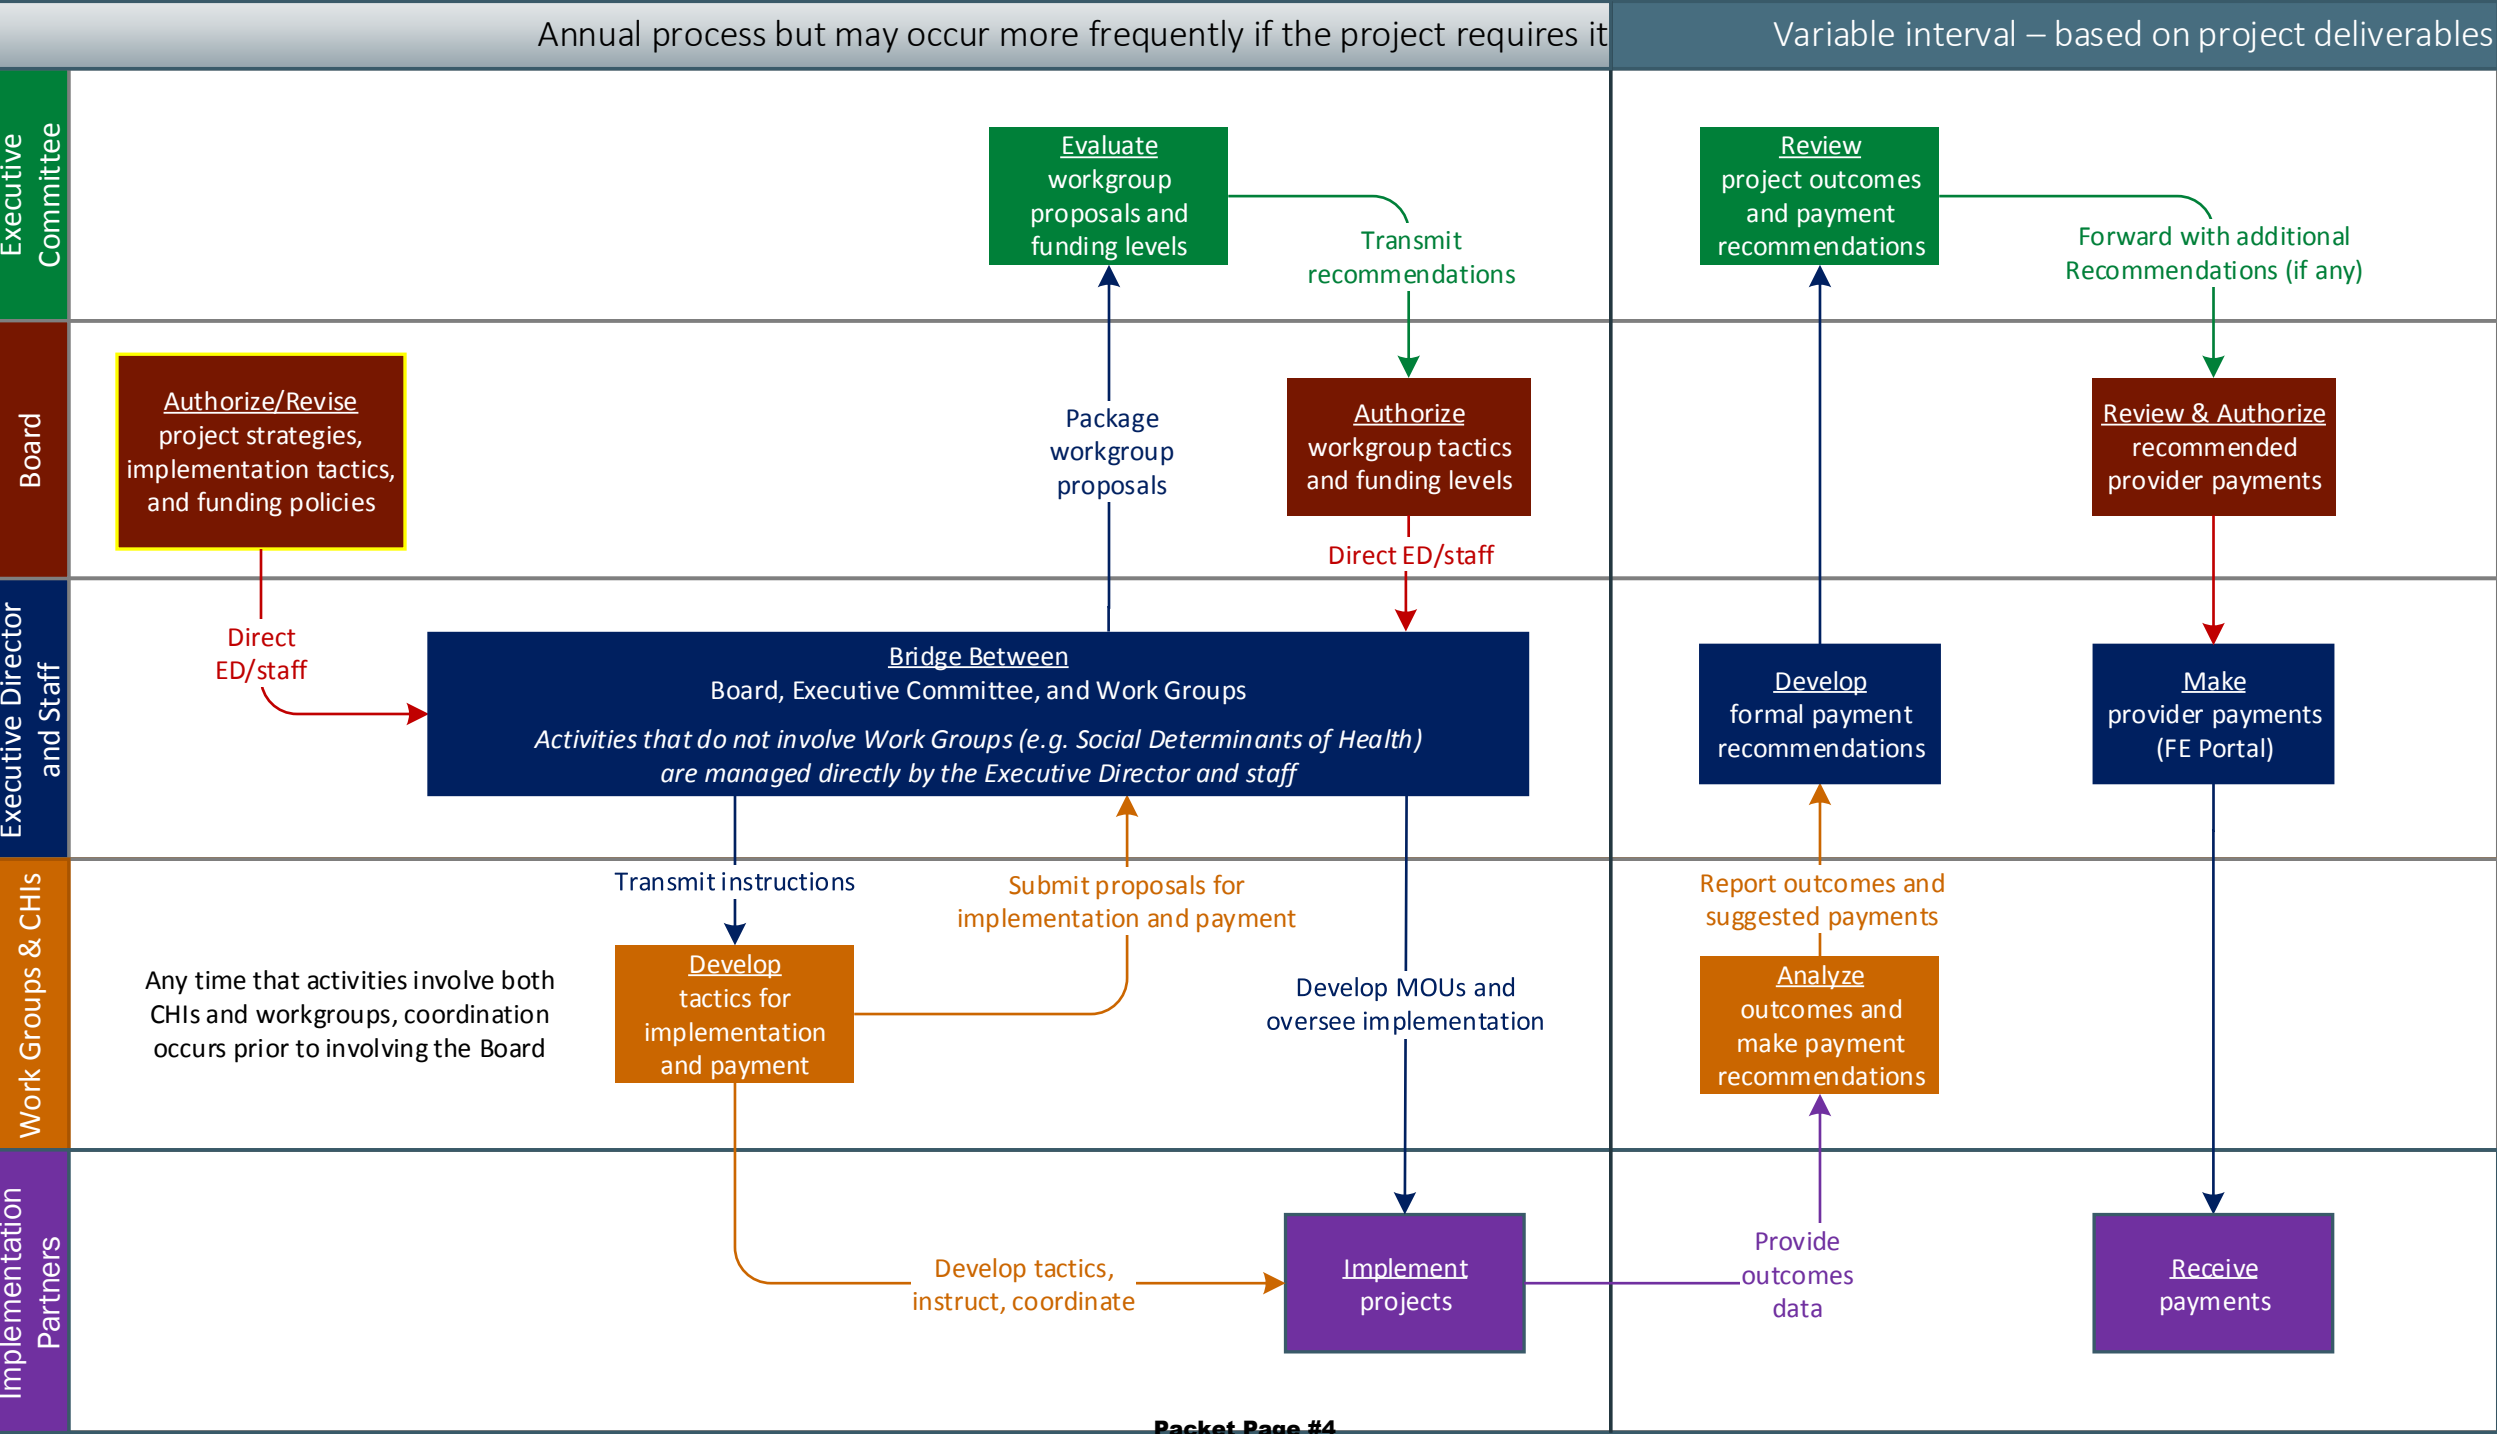 Annual process but may occur more frequently if the project requires it
Variable interval – based on project deliverables
Executive
Committee
Evaluate
workgroup
proposals and
funding levels
Transmit
recommendations
Review
project outcomes
and payment
recommendations
Forward with additional
Recommendations (if any)
Board
Authorize/Revise
project strategies,
implementation tactics,
and funding policies
Package
workgroup
proposals
Authorize
workgroup tactics
and funding levels
Direct ED/staff
Review & Authorize
recommended
provider payments
Executive Director
and Staff
Direct
ED/staff
Bridge Between
Board, Executive Committee, and Work Groups
Activities that do not involve Work Groups (e.g. Social Determinants of Health)
are managed directly by the Executive Director and staff
Develop
formal payment
recommendations
Make
provider payments
(FE Portal)
Work Groups & CHIs
Transmit instructions
Submit proposals for
implementation and payment
Report outcomes and
suggested payments
Any time that activities involve both
CHIs and workgroups, coordination
occurs prior to involving the Board
Develop
tactics for
implementation
and payment
Develop MOUs and
oversee implementation
Analyze
outcomes and
make payment
recommendations
Implementation
Partners
Develop tactics,
instruct, coordinate
Implement
projects
Provide
outcomes
data
Receive
payments
Packet Page #4